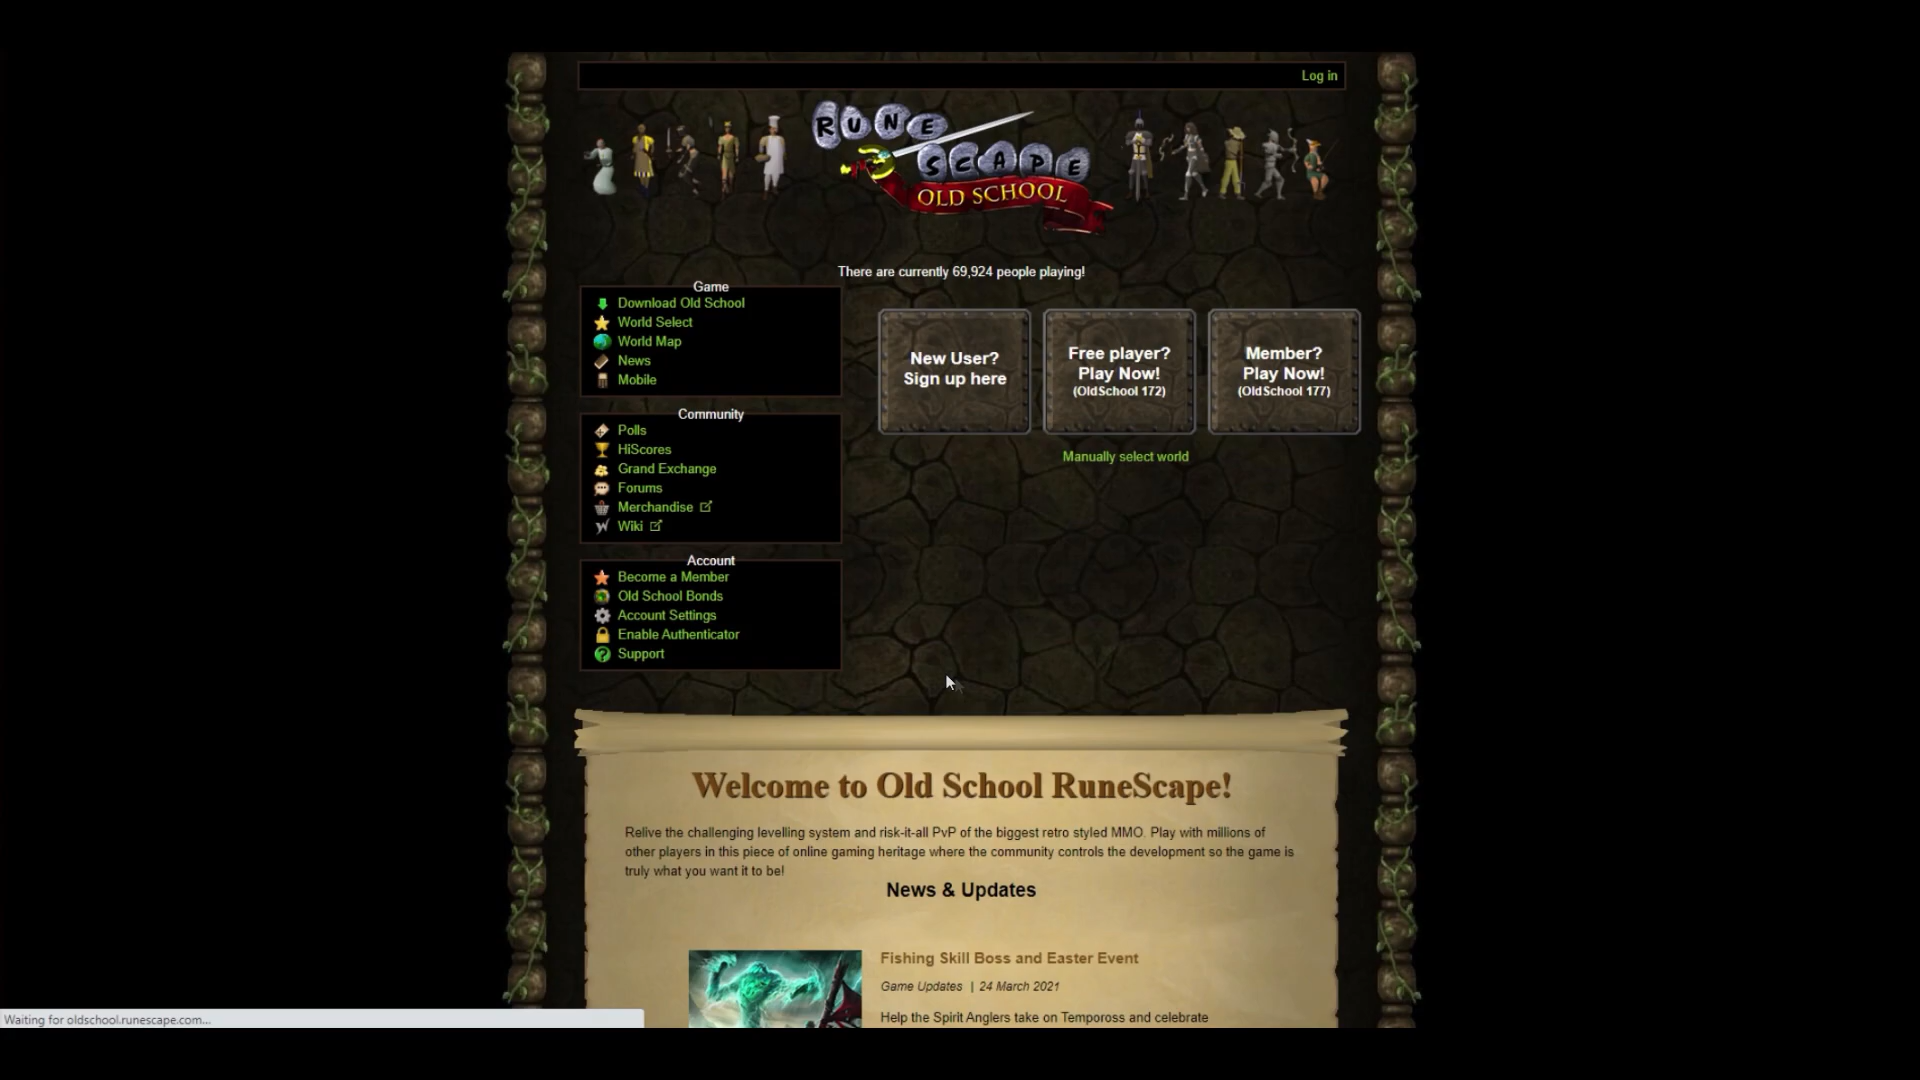 Log in
RUNE
SCAPE
OLD SCHOOL
There are currently 69,924 people playing!
Game
Download Old School
World Select
World Map
News
Mobile
Community
Polls
HiScores
Grand Exchange
Forums
Merchandise
Wiki
Account
Become a Member
Old School Bonds
Account Settings
Enable Authenticator
Support
New User?
Sign up here
Free player?
Play Now!
(OldSchool 172)
Member?
Play Now!
(OldSchool 177)
Manually select world
Welcome to Old School RuneScape!
Relive the challenging levelling system and risk-it-all PvP of the biggest retro styled MMO. Play with millions of
other players in this piece of online gaming heritage where the community controls the development so the game is
truly what you want it to be!
News & Updates
Fishing Skill Boss and Easter Event
Game Updates | 24 March 2021
Help the Spirit Anglers take on Tempoross and celebrate
Waiting for oldschool.runescape.com...